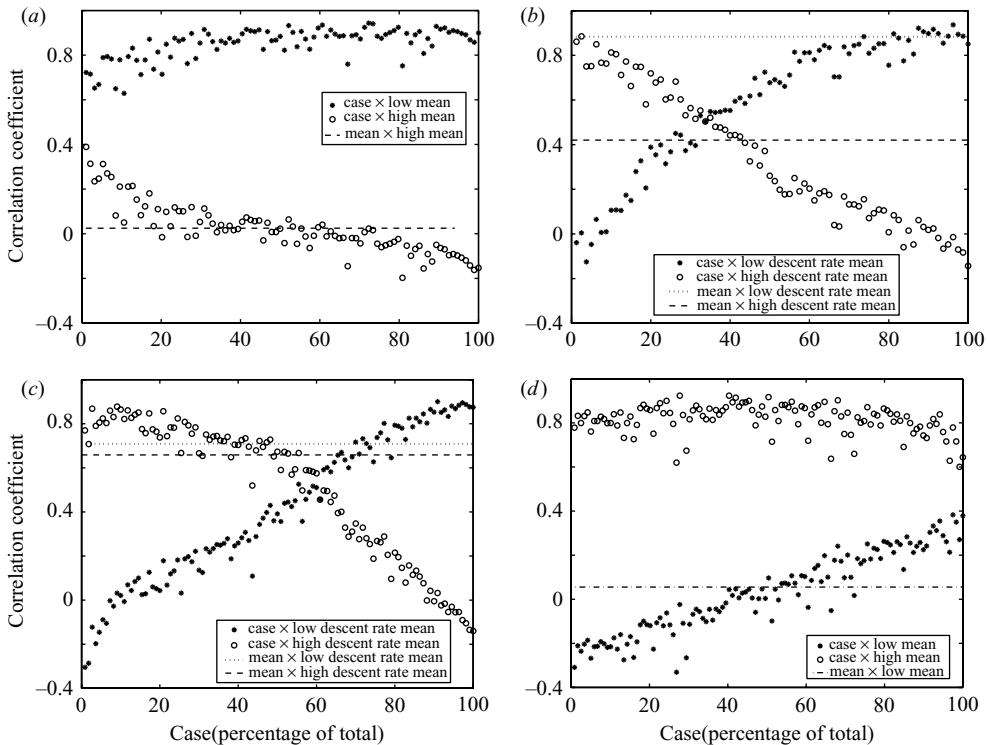 (a)
(b)
Correlation coefficient
0.8
0.4
0
−0.4
0
20
40
60
80
100
case × low mean
case × high mean
mean × high mean
0.8
0.4
0
−0.4
0
20
40
60
80
100
case × low descent rate mean
case × high descent rate mean
mean × low descent rate mean
mean × high descent rate mean
(c)
(d)
Correlation coefficient
0.8
0.4
0
−0.4
0
20
40
60
80
100
Case(percentage of total)
case × low descent rate mean
case × high descent rate mean
mean × low descent rate mean
mean × high descent rate mean
0.8
0.4
0
−0.4
0
20
40
60
80
100
Case(percentage of total)
case × low mean
case × high mean
mean × low mean